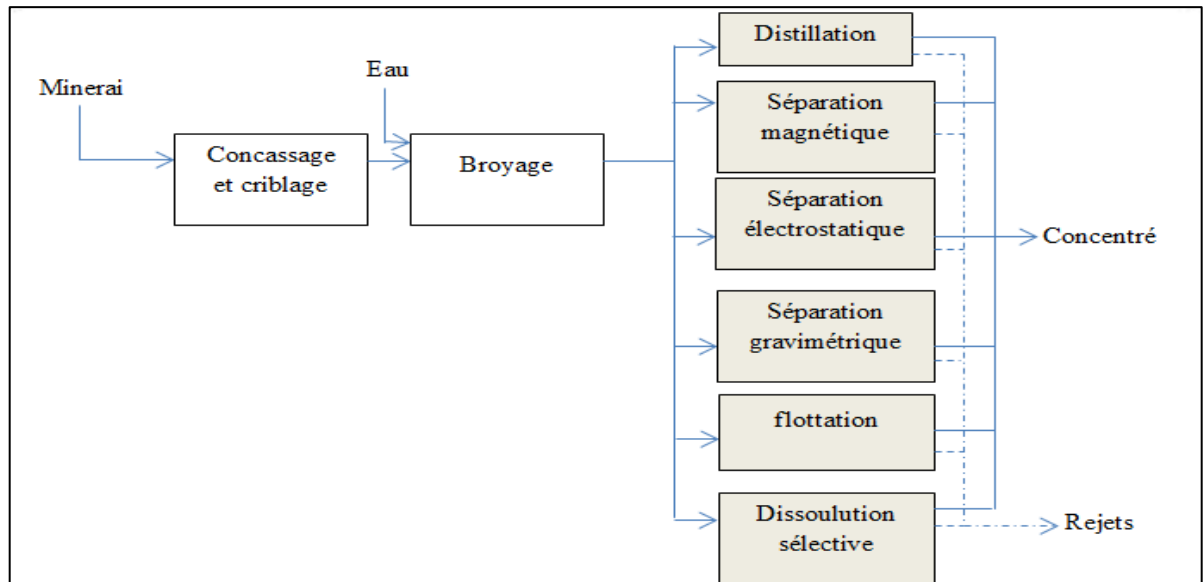 Minerai
Eau
Concassage
et criblage
Broyage
Distillation
Séparation
magnétique
Séparation
électrostatique
Séparation
gravimétrique
flottation
Dissoulution
sélective
Concentré
Rejets